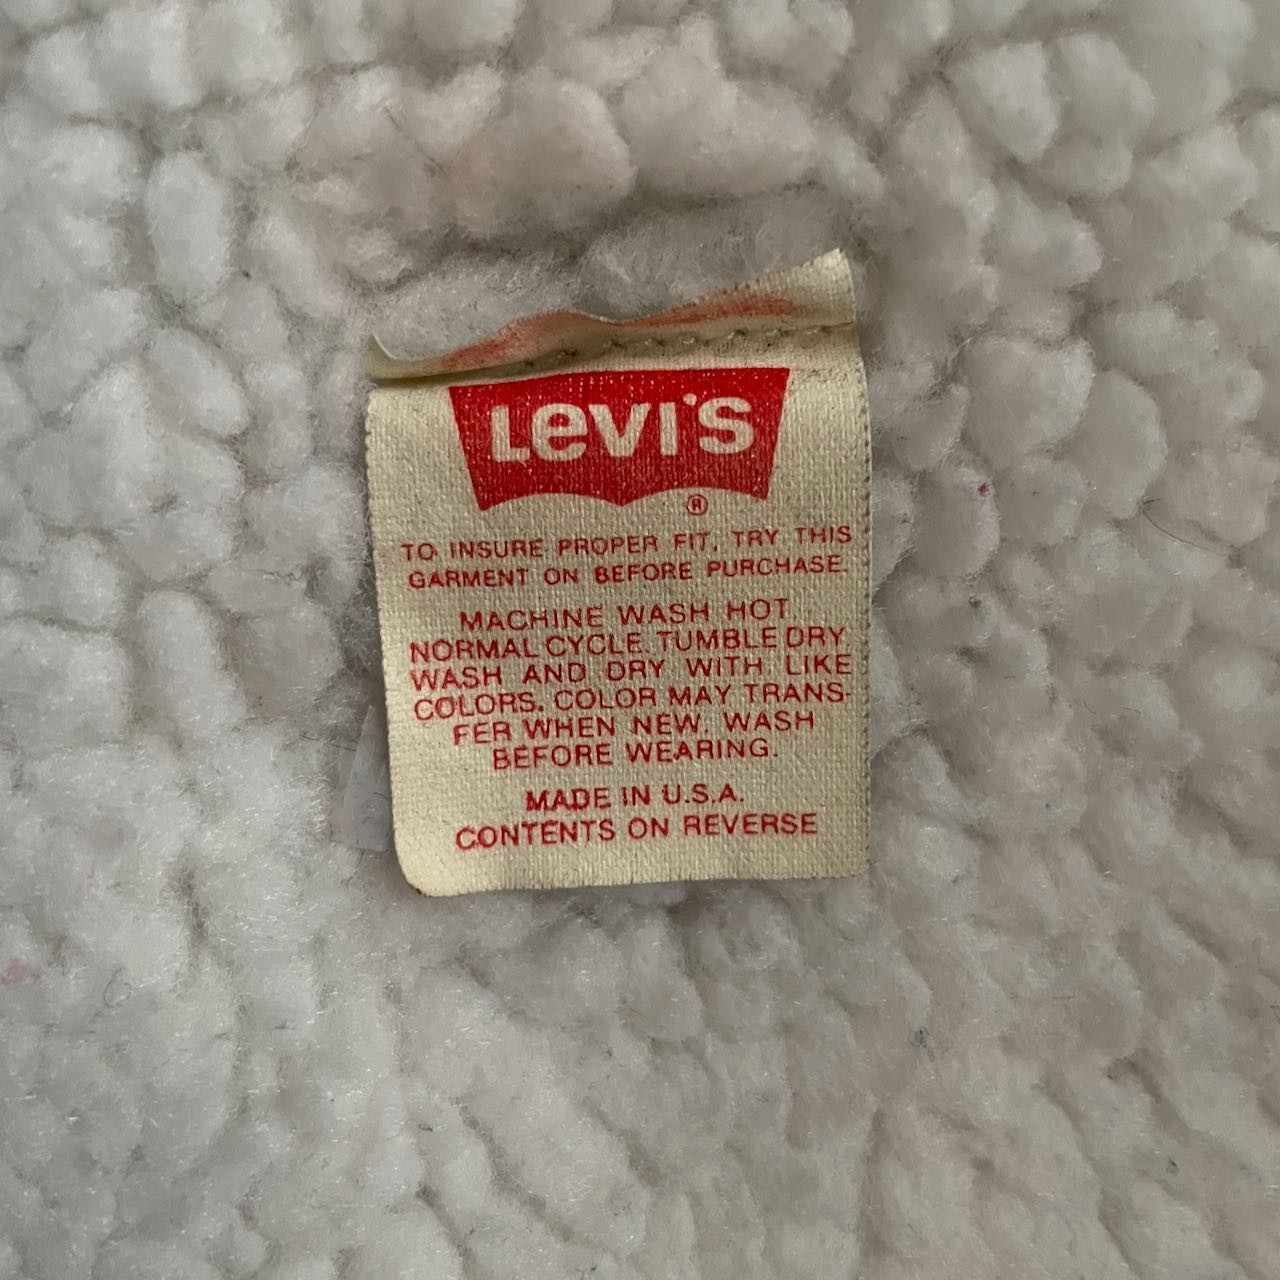 LEVI'S
®
TO INSURE PROPER FIT, TRY THIS
GARMENT ON BEFORE PURCHASE.
MACHINE WASH HOT
NORMAL CYCLE. TUMBLE DRY
WASH AND DRY WITH LIKE
COLORS. COLOR MAY TRANS-
FER WHEN NEW. WASH
BEFORE WEARING.
MADE IN U.S.A.
CONTENTS ON REVERSE